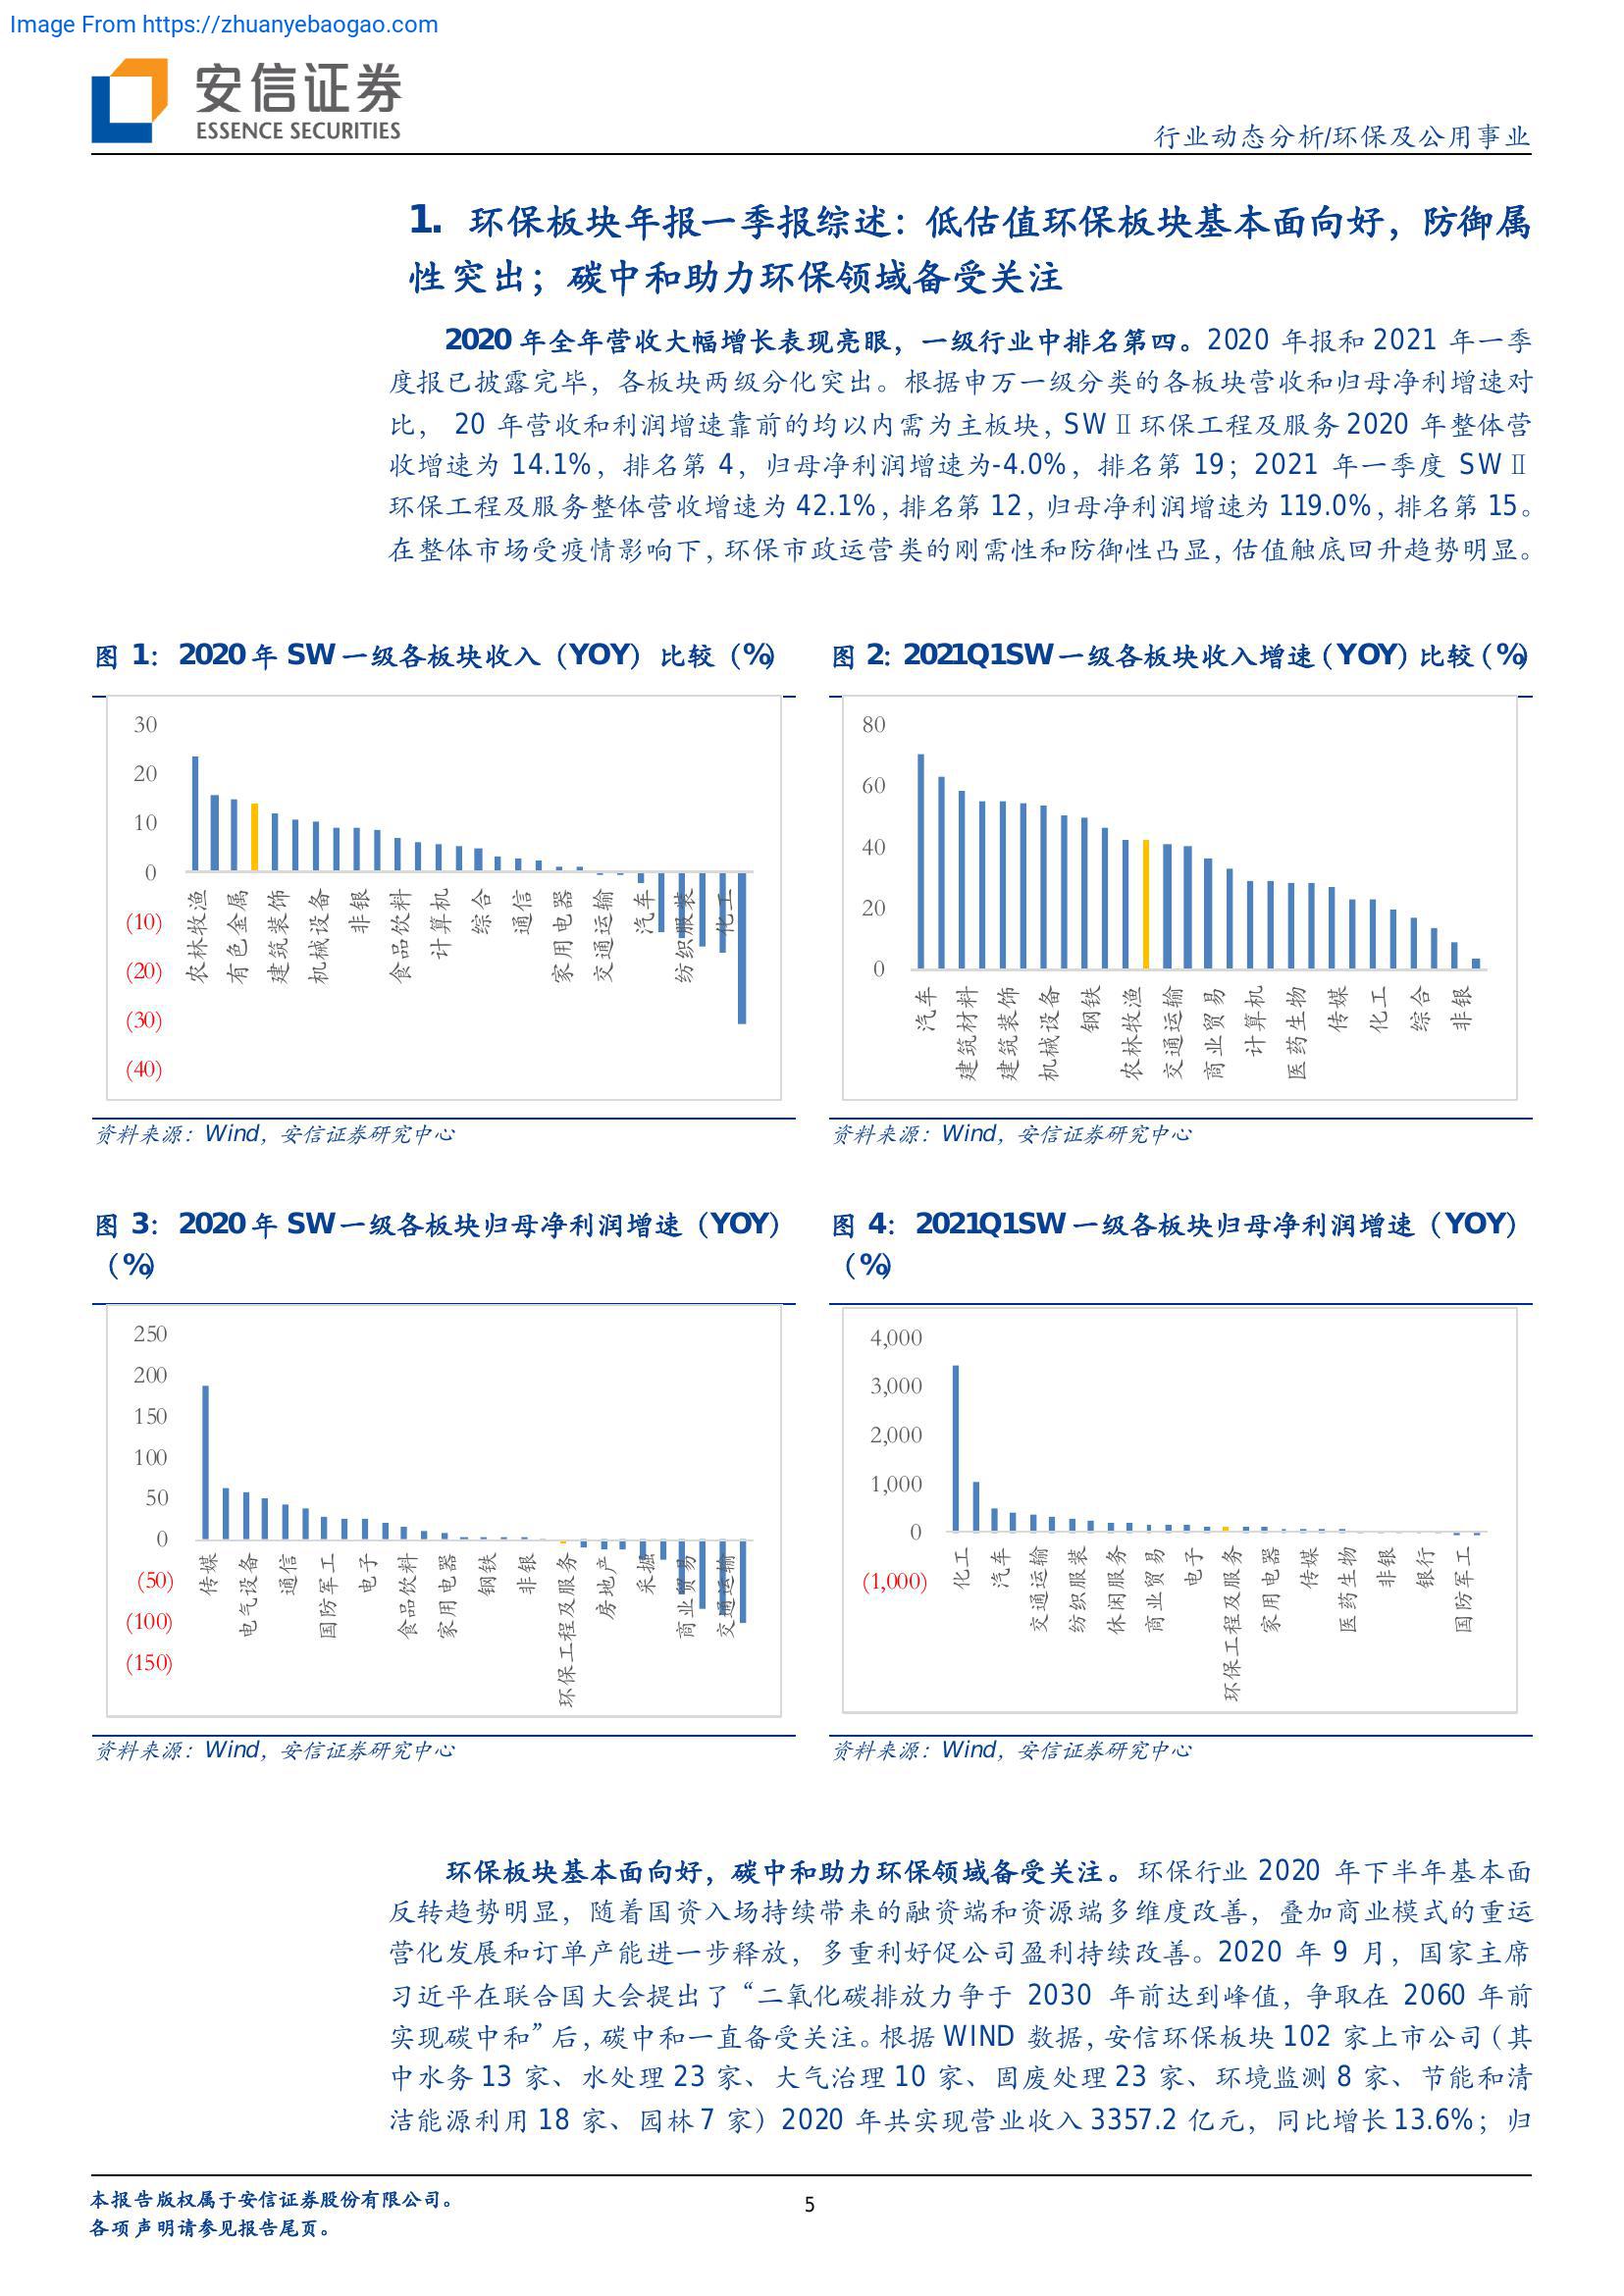 Image From https://zhuanyebaogao.com
安信证券
ESSENCE SECURITIES
行业动态分析/环保及公用事业
1. 环保板块年报一季报综述：低估值环保板块基本面向好，防御属
性突出；碳中和助力环保领域备受关注
2020 年全年营收大幅增长表现亮眼，一级行业中排名第四。2020 年报和 2021 年一季
度报已披露完毕，各板块两级分化突出。根据申万一级分类的各板块营收和归母净利增速对
比， 20 年营收和利润增速靠前的均以内需为主板块，SWⅡ环保工程及服务 2020 年整体营
收增速为 14.1%，排名第 4，归母净利润增速为-4.0%，排名第 19；2021 年一季度 SWⅡ
环保工程及服务整体营收增速为 42.1%，排名第 12，归母净利润增速为 119.0%，排名第 15。
在整体市场受疫情影响下，环保市政运营类的刚需性和防御性凸显，估值触底回升趋势明显。
图 1： 2020 年 SW 一级各板块收入（YOY）比较（%）
30
20
10
0
(10)
(20)
(30)
(40)
农林牧渔
有色金属
建筑装饰
机械设备
非银
食品饮料
计算机
综合
通信
家用电器
交通运输
汽车
纺织服装
化工
资料来源：Wind，安信证券研究中心
图 2：2021Q1SW 一级各板块收入增速（YOY）比较（%）
80
60
40
20
0
汽车
建筑材料
建筑装饰
机械设备
钢铁
农林牧渔
交通运输
商业贸易
计算机
医药生物
传媒
化工
综合
非银
资料来源：Wind，安信证券研究中心
图 3： 2020 年 SW 一级各板块归母净利润增速（YOY）
（%）
250
200
150
100
50
0
(50)
(100)
(150)
传媒
电气设备
通信
国防军工
电子
食品饮料
家用电器
钢铁
非银
环保工程及服务
房地产
采掘
商业贸易
交通运输
资料来源：Wind，安信证券研究中心
图 4： 2021Q1SW 一级各板块归母净利润增速（YOY）
（%）
4,000
3,000
2,000
1,000
0
(1,000)
化工
汽车
交通运输
纺织服装
休闲服务
商业贸易
电子
环保工程及服务
家用电器
传媒
医药生物
非银
银行
国防军工
资料来源：Wind，安信证券研究中心
环保板块基本面向好，碳中和助力环保领域备受关注。环保行业 2020 年下半年基本面
反转趋势明显，随着国资入场持续带来的融资端和资源端多维度改善，叠加商业模式的重运
营化发展和订单产能进一步释放，多重利好促公司盈利持续改善。2020 年 9 月，国家主席
习近平在联合国大会提出了“二氧化碳排放力争于 2030 年前达到峰值，争取在 2060 年前
实现碳中和”后，碳中和一直备受关注。根据 WIND 数据，安信环保板块 102 家上市公司（其
中水务 13 家、水处理 23 家、大气治理 10 家、固废处理 23 家、环境监测 8 家、节能和清
洁能源利用 18 家、园林 7 家）2020 年共实现营业收入 3357.2 亿元，同比增长 13.6%；归
本报告版权属于安信证券股份有限公司。
各项声明请参见报告尾页。
5